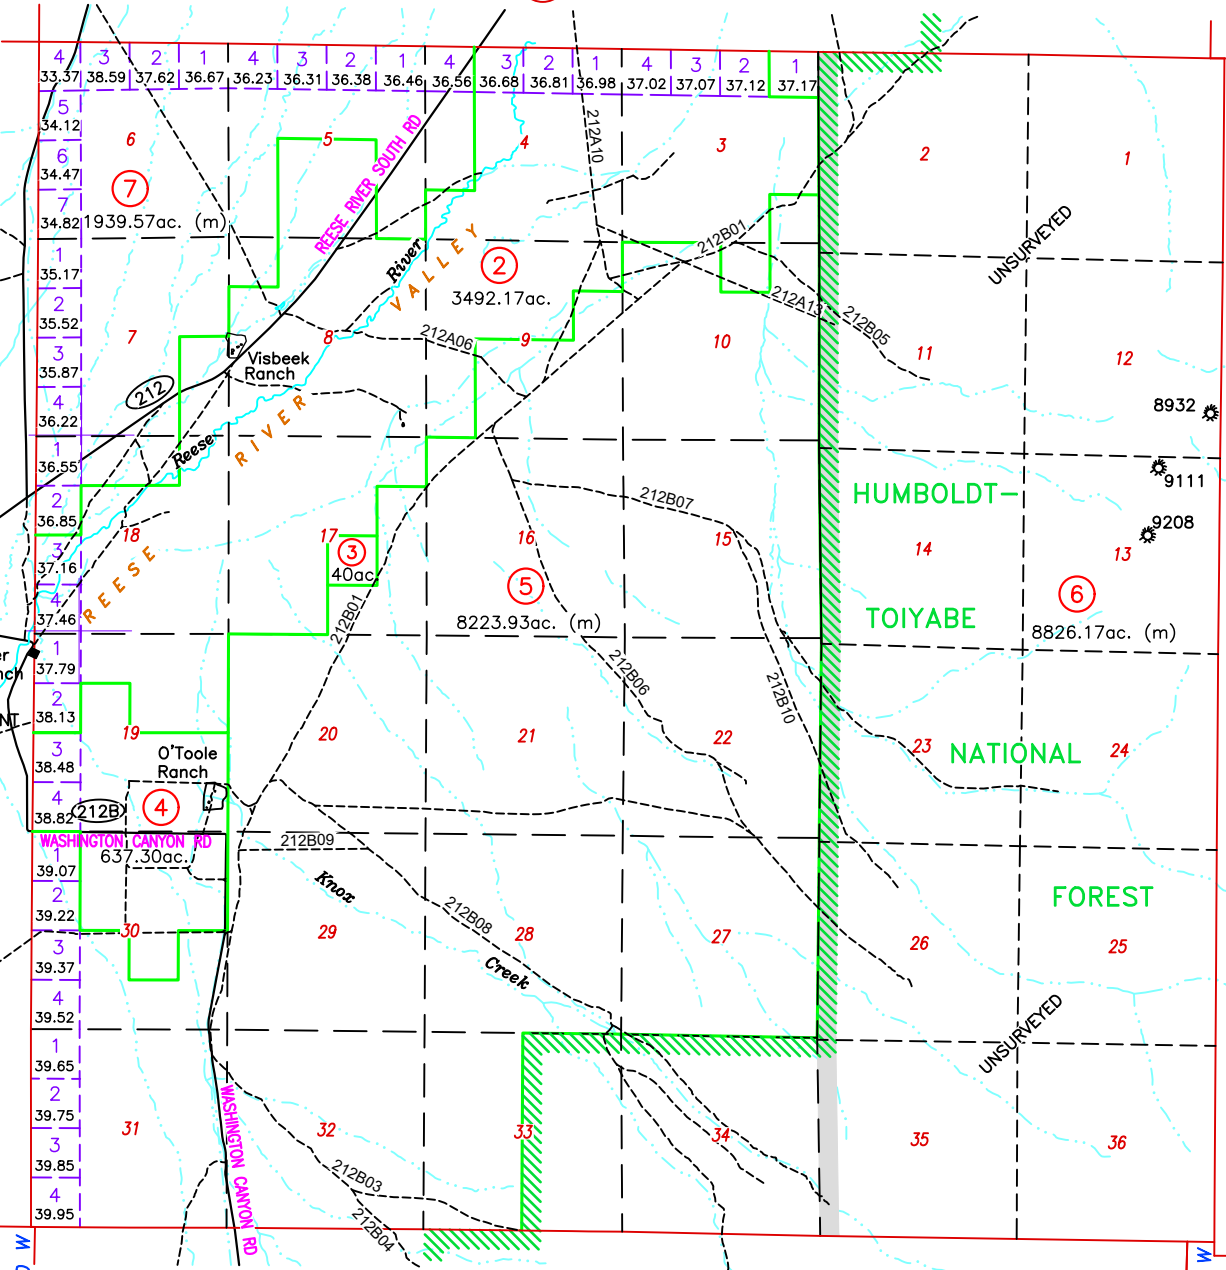 4 3 2 1 4 3 2 1 4 3 2 1 4 3 2 1
33.37 38.59 37.62 36.67 36.23 36.31 36.38 36.46 36.56 36.68 36.81 36.98 37.02 37.07 37.12 37.17
5
34.12
6
34.47
7
34.82
6 5 4 3 2 1
7
1939.57ac. (m)
REESE RIVER SOUTH RD
212A10
212B01
UNSURVEYED
1
35.17
2
35.52
3
35.87
4
36.22
River
VALLEY
2
3492.17ac.
212A13
212B05
212A06
7 8 9 10 11 12
Visbeek
Ranch
212
8932
9111
9208
Reese
RIVER
1
36.55
2
36.85
3
37.16
4
37.46
212B07
HUMBOLDT-
18 17 16 15 14 13
3
40ac.
REESE
5
8223.93ac. (m)
6
8826.17ac. (m)
TOIYABE
212B01
212B06
212B10
1
37.79
2
38.13
3
38.48
4
38.82
19 20 21 22 23 24
NATIONAL
O'Toole
Ranch
212B
4
WASHINGTON CANYON RD
637.30ac.
212B09
1
39.07
2
39.22
3
39.37
4
39.52
Knox
212B08
Creek
FOREST
30 29 28 27 26 25
UNSURVEYED
1
39.65
2
39.75
3
39.85
4
39.95
31 32 33 34 35 36
WASHINGTON CANYON RD
212B03
212B04
W
W